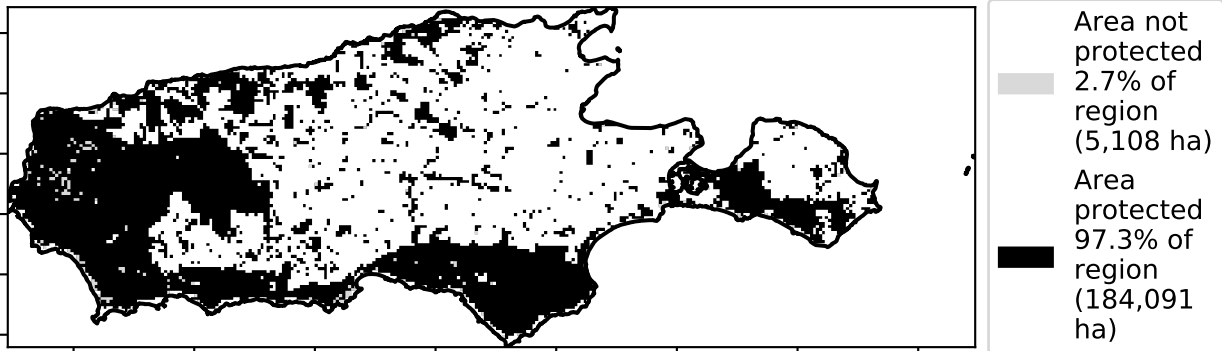 Area not
protected
2.7% of
region
(5,108 ha)
Area
protected
97.3% of
region
(184,091
ha)